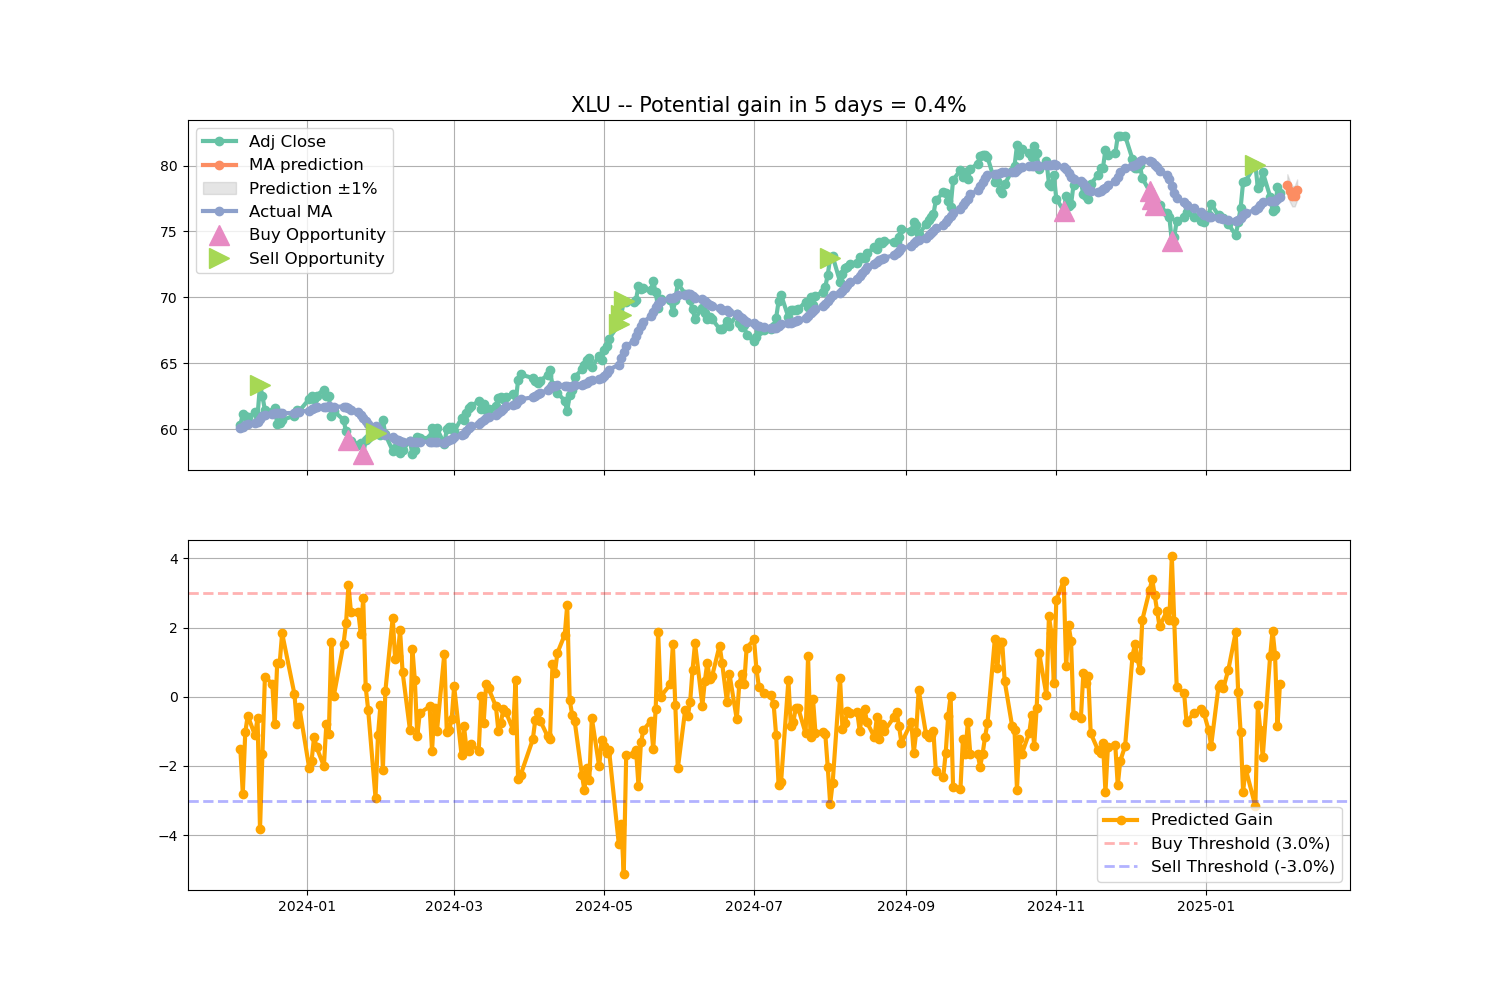 XLU -- Potential gain in 5 days = 0.4%
Adj Close
MA prediction
Prediction ±1%
Actual MA
Buy Opportunity
Sell Opportunity
80
75
70
65
60
4
2
0
−2
−4
Predicted Gain
Buy Threshold (3.0%)
Sell Threshold (-3.0%)
2024-01 2024-03 2024-05 2024-07 2024-09 2024-11 2025-01